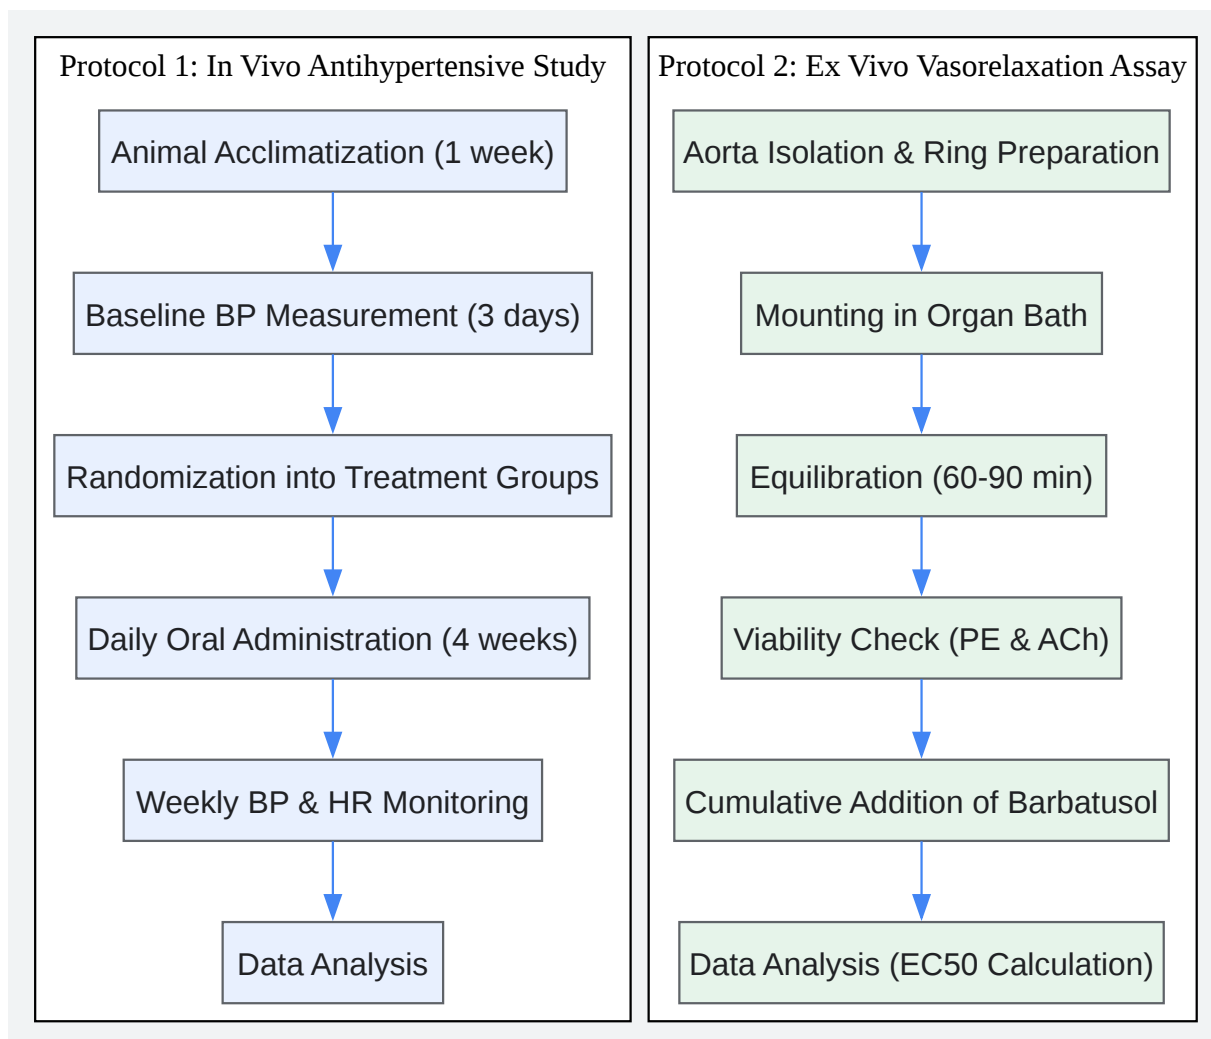 Protocol 1: In Vivo Antihypertensive Study
Animal Acclimatization (1 week)
Baseline BP Measurement (3 days)
Randomization into Treatment Groups
Daily Oral Administration (4 weeks)
Weekly BP & HR Monitoring
Data Analysis
Protocol 2: Ex Vivo Vasorelaxation Assay
Aorta Isolation & Ring Preparation
Mounting in Organ Bath
Equilibration (60-90 min)
Viability Check (PE & ACh)
Cumulative Addition of Barbatusol
Data Analysis (EC50 Calculation)